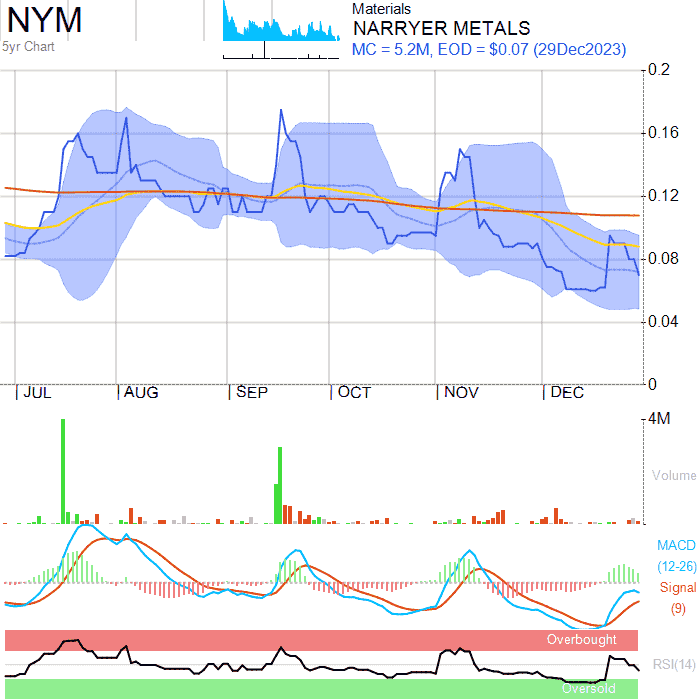 NYM
5yr Chart
Materials
NARRYER METALS
MC = 5.2M, EOD = $0.07 (29Dec2023)
0.2
0.16
0.12
0.08
0.04
0
JUL AUG SEP OCT NOV DEC
4M
Volume
MACD
(12-26)
Signal
(9)
Overbought
RSI(14)
Oversold